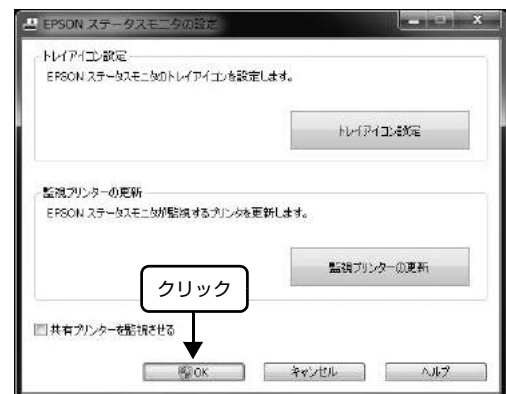 EPSON ステータスモニタの設定
トレイアイコン設定
EPSON ステータスモニタのトレイアイコンを設定します。
トレイアイコン設定
監視プリンターの更新
EPSON ステータスモニタが監視するプリンタを更新します。
監視プリンターの更新
クリック
共有プリンターを監視させる
OK
キャンセル
ヘルプ